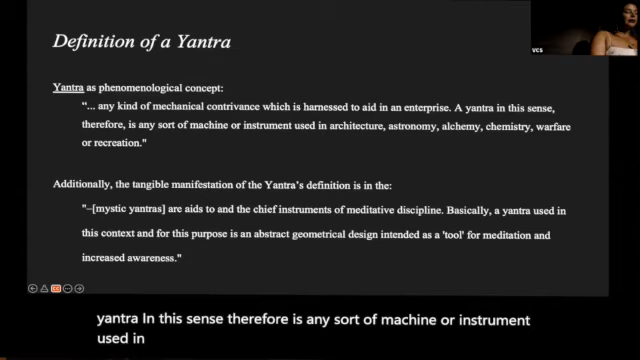 Definition of a Yantra
vcs
Yantra as phenomenological concept:
“... any kind of mechanical contrivance which is harnessed to aid in an enterprise. A yantra in this sense,
therefore, is any sort of machine or instrument used in architecture, astronomy, alchemy, chemistry, warfare
or recreation."
Additionally, the tangible manifestation of the Yantra’s definition is in the:
"–[mystic yantras] are aids to and the chief instruments of meditative discipline. Basically, a yantra used in
this context and for this purpose is an abstract geometrical design intended as a 'tool' for meditation and
increased awareness."
yantra In this sense therefore is any sort of machine or instrument
used in